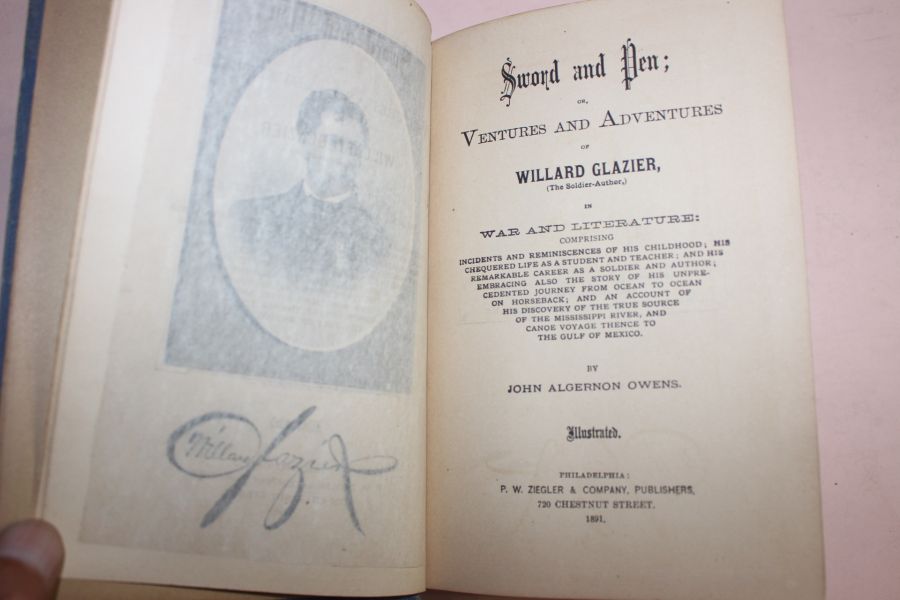 Willard Glazier
Sword and Pen;
OR,
VENTURES AND ADVENTURES
OF
WILLARD GLAZIER,
(The Soldier-Author,)
IN
WAR AND LITERATURE:
COMPRISING
INCIDENTS AND REMINISCENCES OF HIS CHILDHOOD; HIS
CHEQUERED LIFE AS A STUDENT AND TEACHER; AND HIS
REMARKABLE CAREER AS A SOLDIER AND AUTHOR;
EMBRACING ALSO THE STORY OF HIS UNPRE-
CEDENTED JOURNEY FROM OCEAN TO OCEAN
ON HORSEBACK; AND AN ACCOUNT OF
HIS DISCOVERY OF THE TRUE SOURCE
OF THE MISSISSIPPI RIVER, AND
CANOE VOYAGE THENCE TO
THE GULF OF MEXICO.
BY
JOHN ALGERNON OWENS.
Illustrated.
PHILADELPHIA:
P. W. ZIEGLER & COMPANY, PUBLISHERS,
720 CHESTNUT STREET.
1891.